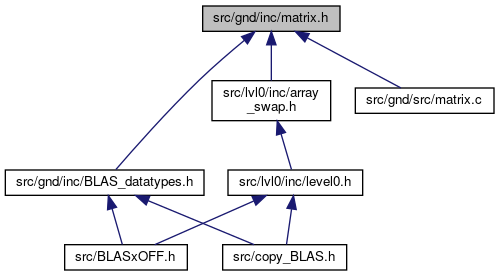 src/gnd/inc/matrix.h
src/lvl0/inc/array
_swap.h
src/gnd/src/matrix.c
src/gnd/inc/BLAS_datatypes.h
src/lvl0/inc/level0.h
src/BLASxOFF.h
src/copy_BLAS.h